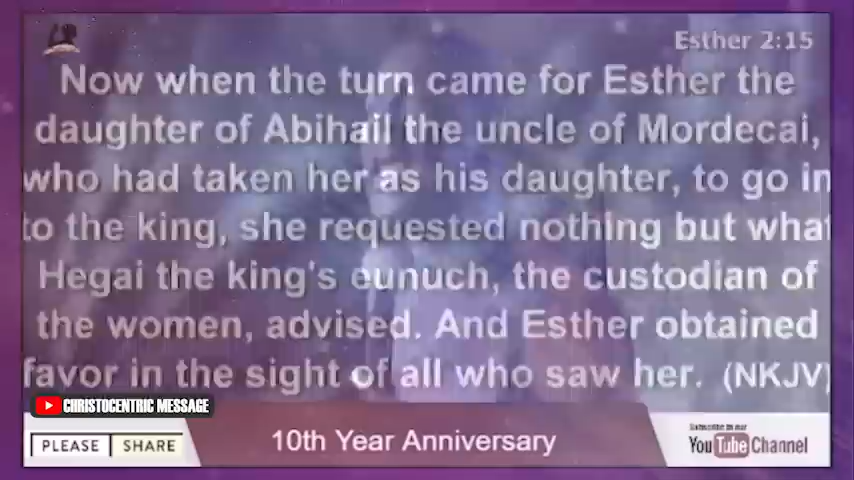 Esther 2:15
Now when the turn came for Esther the
daughter of Abihail the uncle of Mordecai,
who had taken her as his daughter, to go in
to the king, she requested nothing but what
Hegai the king's eunuch, the custodian of
the women, advised. And Esther obtained
favor in the sight of all who saw her. (NKJV)
CHRISTOCENTRIC MESSAGE
PLEASE SHARE
10th Year Anniversary
Subscribe to our
YouTube Channel